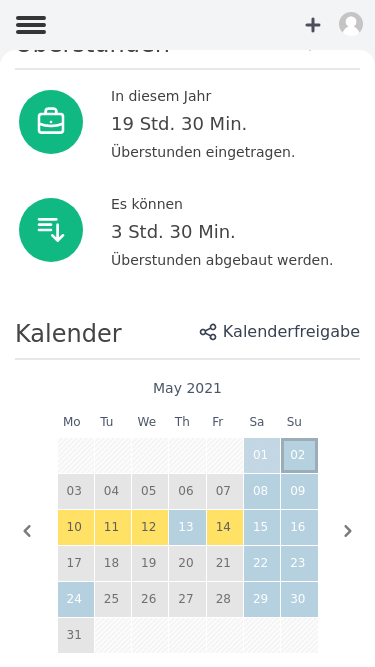 Überstunden
In diesem Jahr
19 Std. 30 Min.
Überstunden eingetragen.
Es können
3 Std. 30 Min.
Überstunden abgebaut werden.
Kalender
Kalenderfreigabe
May 2021
Mo Tu We Th Fr Sa Su
01 02
03 04 05 06 07 08 09
10 11 12 13 14 15 16
17 18 19 20 21 22 23
24 25 26 27 28 29 30
31